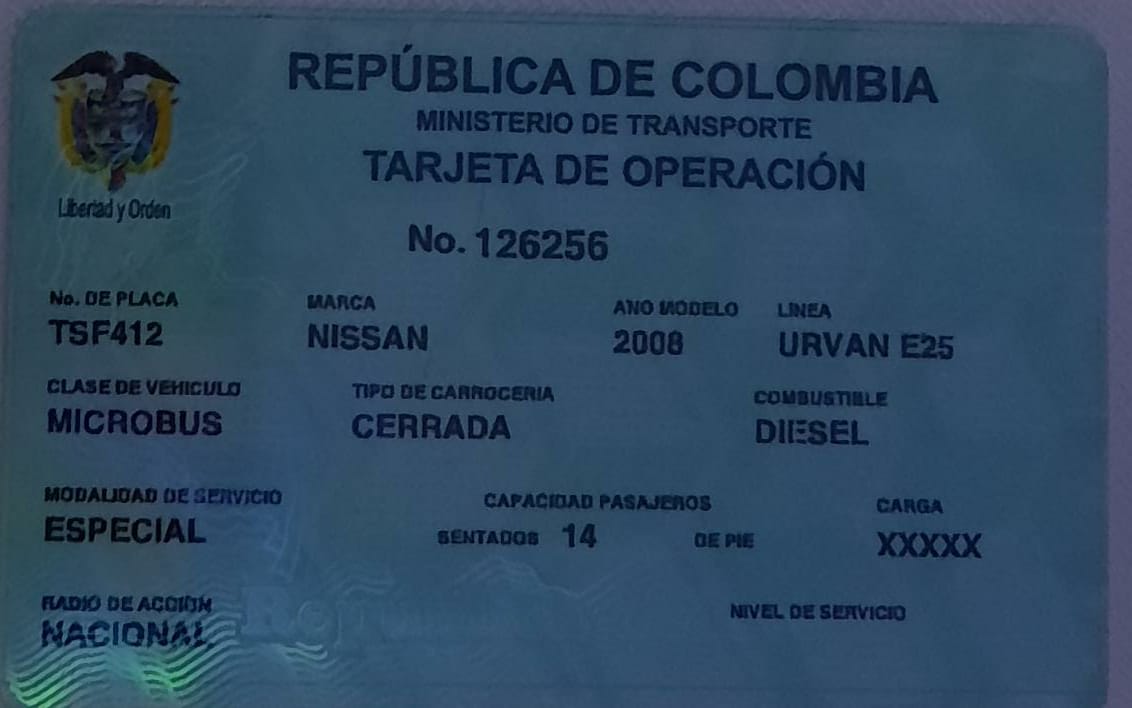 REPÚBLICA DE COLOMBIA
MINISTERIO DE TRANSPORTE
TARJETA DE OPERACIÓN
Libertad y Orden
No. 126256
No. DE PLACA MARCA AÑO MODELO LINEA
TSF412 NISSAN 2008 URVAN E25
CLASE DE VEHICULO TIPO DE CARROCERIA COMBUSTIBLE
MICROBUS CERRADA DIESEL
MODALIDAD DE SERVICIO CAPACIDAD PASAJEROS CARGA
ESPECIAL SENTADOS 14 DE PIE XXXXX
RADIO DE ACCION NIVEL DE SERVICIO
NACIONAL